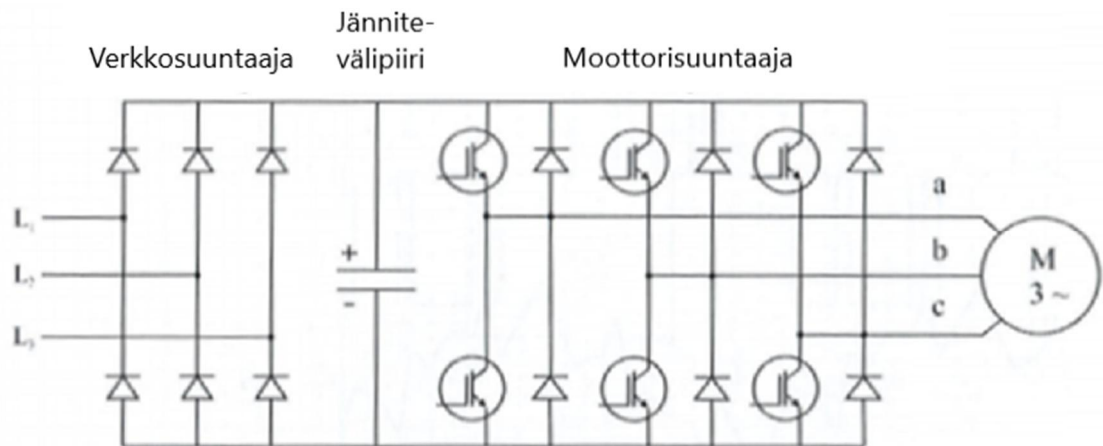 Jännite-
välipiiri
Verkkosuuntaaja
Moottorisuuntaaja
L₁
L₂
L₃
+
-
a
b
c
M
3 ~